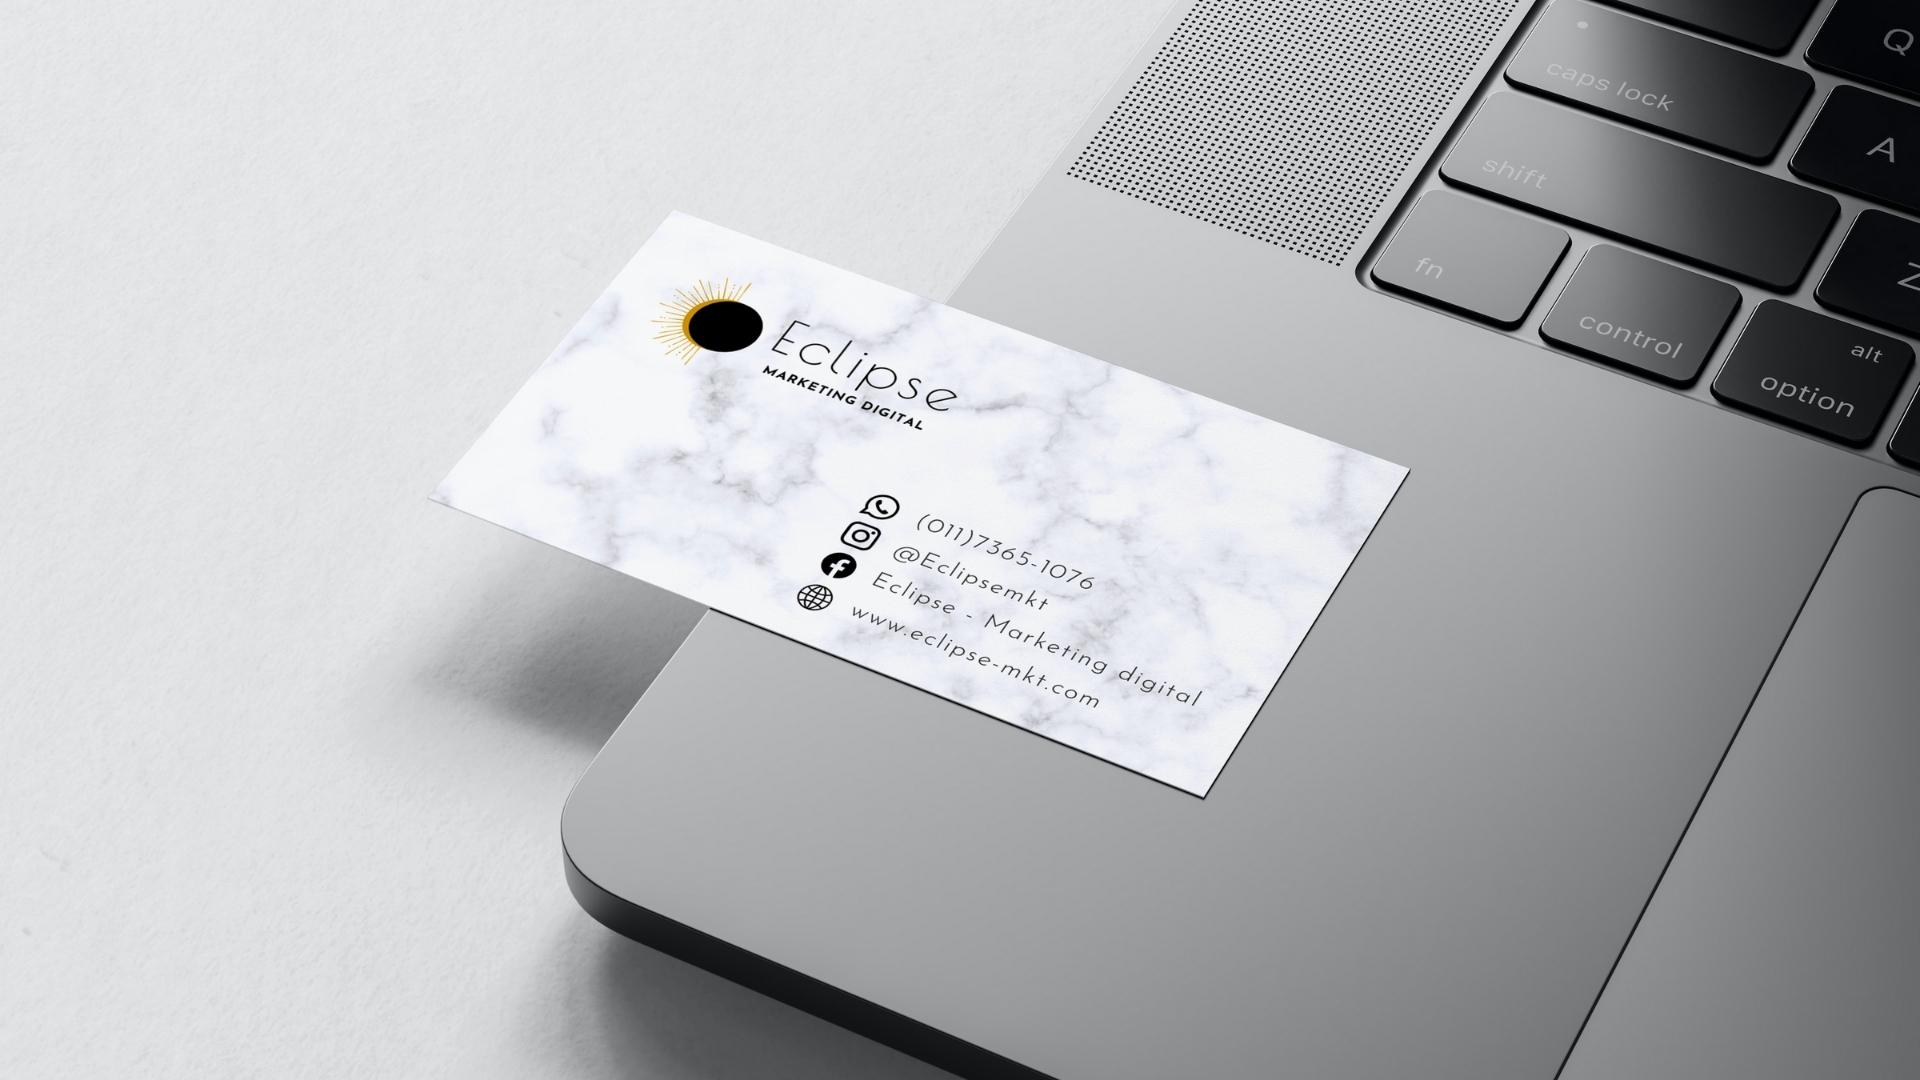 Eclipse
MARKETING DIGITAL
(011)7365-1076
@Eclipsemkt
Eclipse - Marketing digital
www.eclipse-mkt.com
Q
caps lock
A
shift
Z
fn
control
alt
option